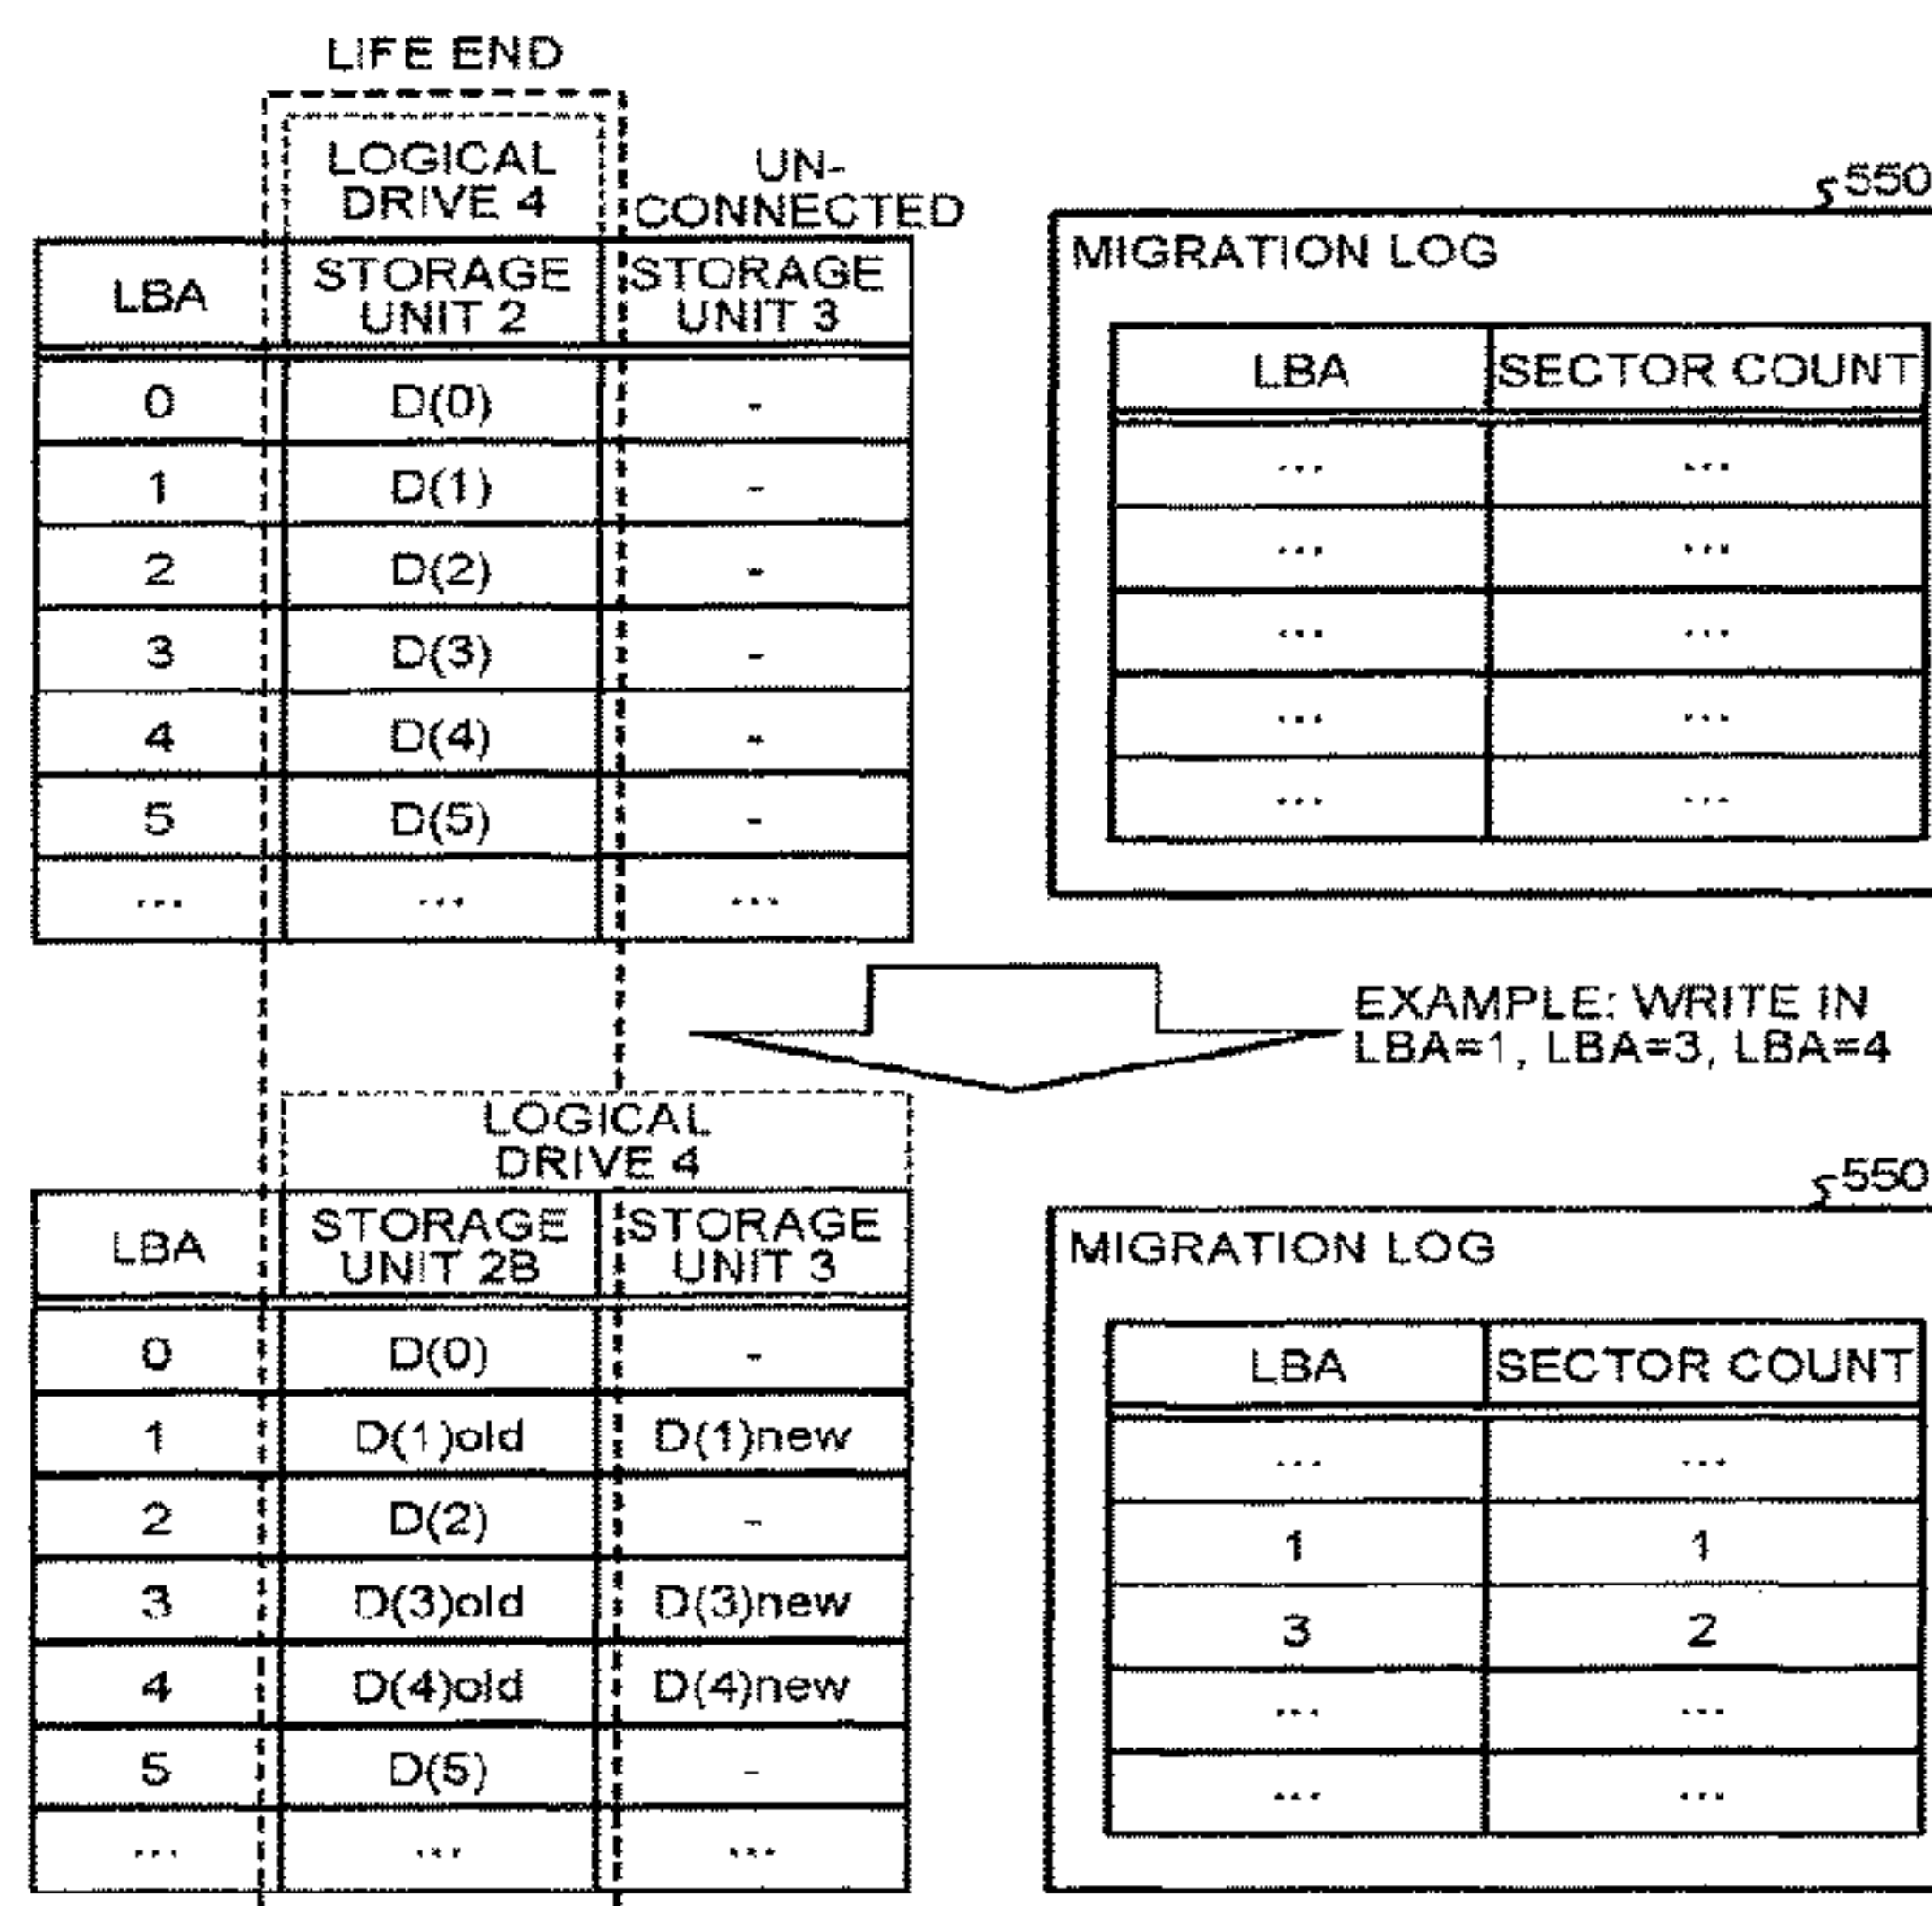 LIFE END
LOGICAL
DRIVE 4
UN-
CONNECTED
LBA
STORAGE
UNIT 2
STORAGE
UNIT 3
0 D(0) -
1 D(1) -
2 D(2) -
3 D(3) -
4 D(4) -
5 D(5) -
... ... ...
550
MIGRATION LOG
LBA SECTOR COUNT
... ...
... ...
... ...
... ...
... ...
EXAMPLE: WRITE IN
LBA=1, LBA=3, LBA=4
LOGICAL
DRIVE 4
LBA
STORAGE
UNIT 2B
STORAGE
UNIT 3
0 D(0) -
1 D(1)old D(1)new
2 D(2) -
3 D(3)old D(3)new
4 D(4)old D(4)new
5 D(5) -
... ... ...
550
MIGRATION LOG
LBA SECTOR COUNT
... ...
1 1
3 2
... ...
... ...